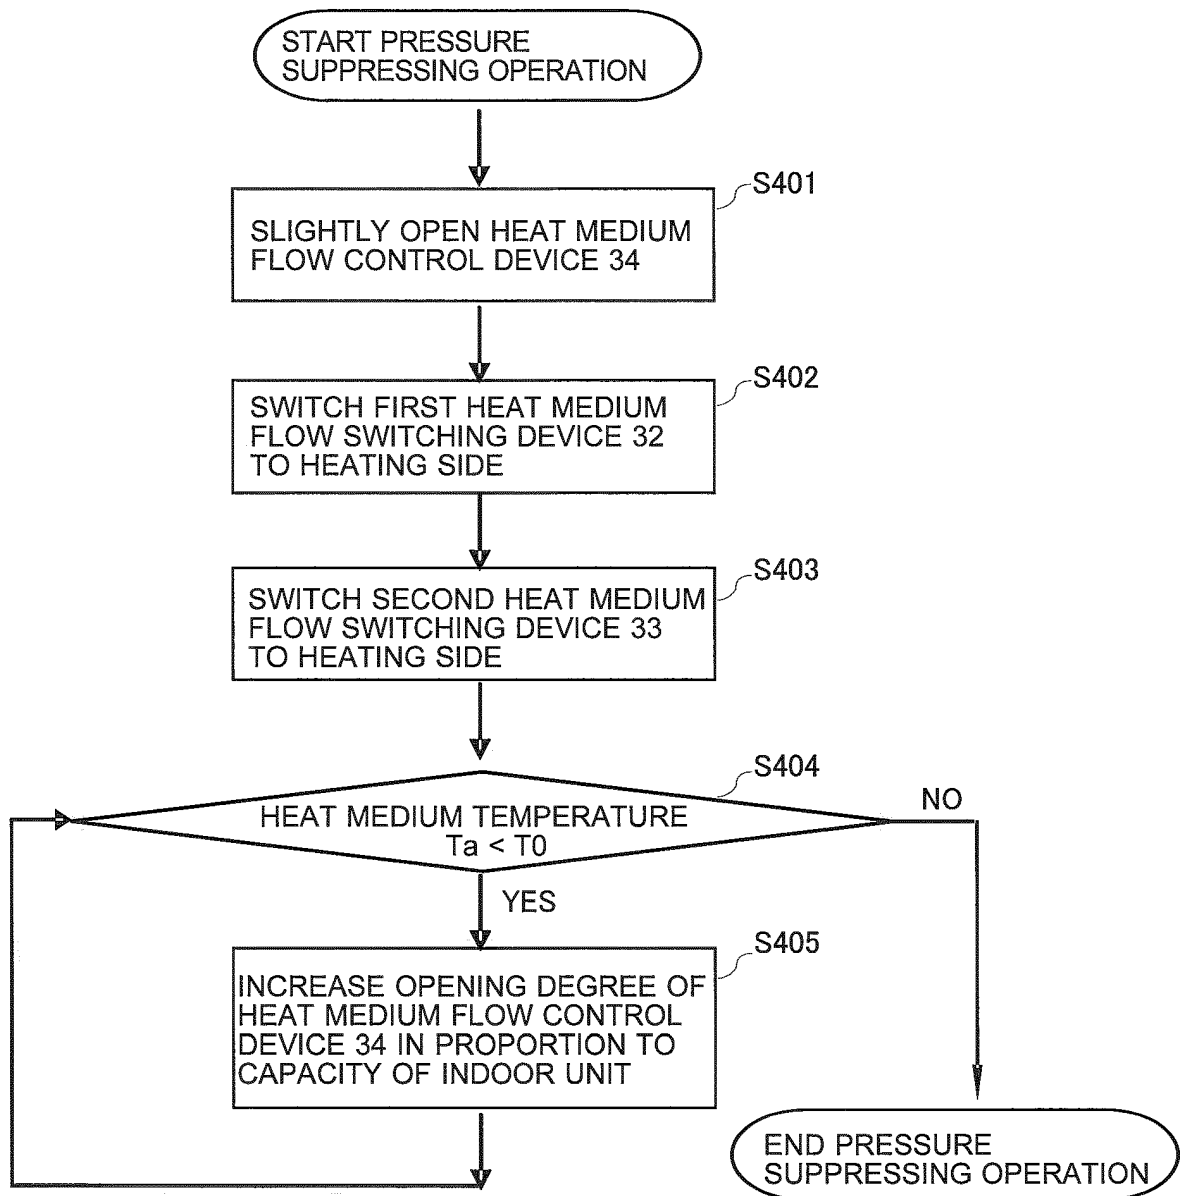 START PRESSURE
SUPPRESSING OPERATION
S401
SLIGHTLY OPEN HEAT MEDIUM
FLOW CONTROL DEVICE 34
S402
SWITCH FIRST HEAT MEDIUM
FLOW SWITCHING DEVICE 32
TO HEATING SIDE
S403
SWITCH SECOND HEAT MEDIUM
FLOW SWITCHING DEVICE 33
TO HEATING SIDE
S404
HEAT MEDIUM TEMPERATURE
Ta < T0
NO
YES
S405
INCREASE OPENING DEGREE OF
HEAT MEDIUM FLOW CONTROL
DEVICE 34 IN PROPORTION TO
CAPACITY OF INDOOR UNIT
END PRESSURE
SUPPRESSING OPERATION